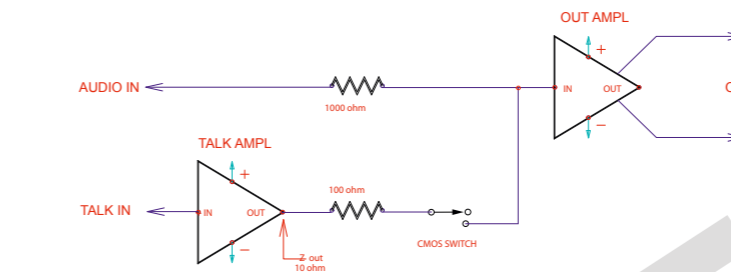 OUT AMPL
+
AUDIO IN
IN
OUT
1000 ohm
−
TALK AMPL
+
100 ohm
TALK IN
IN
OUT
−
CMOS SWITCH
Z out
10 ohm